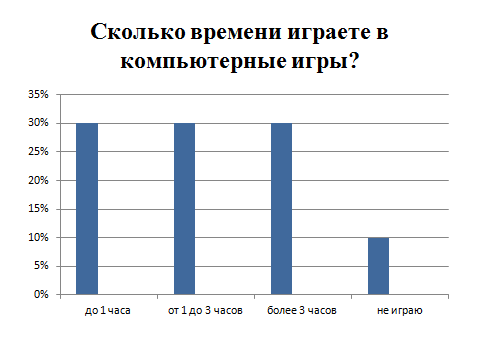 Сколько времени играете в
компьютерные игры?
35%
30%
25%
20%
15%
10%
5%
0%
до 1 часа
от 1 до 3 часов
более 3 часов
не играю